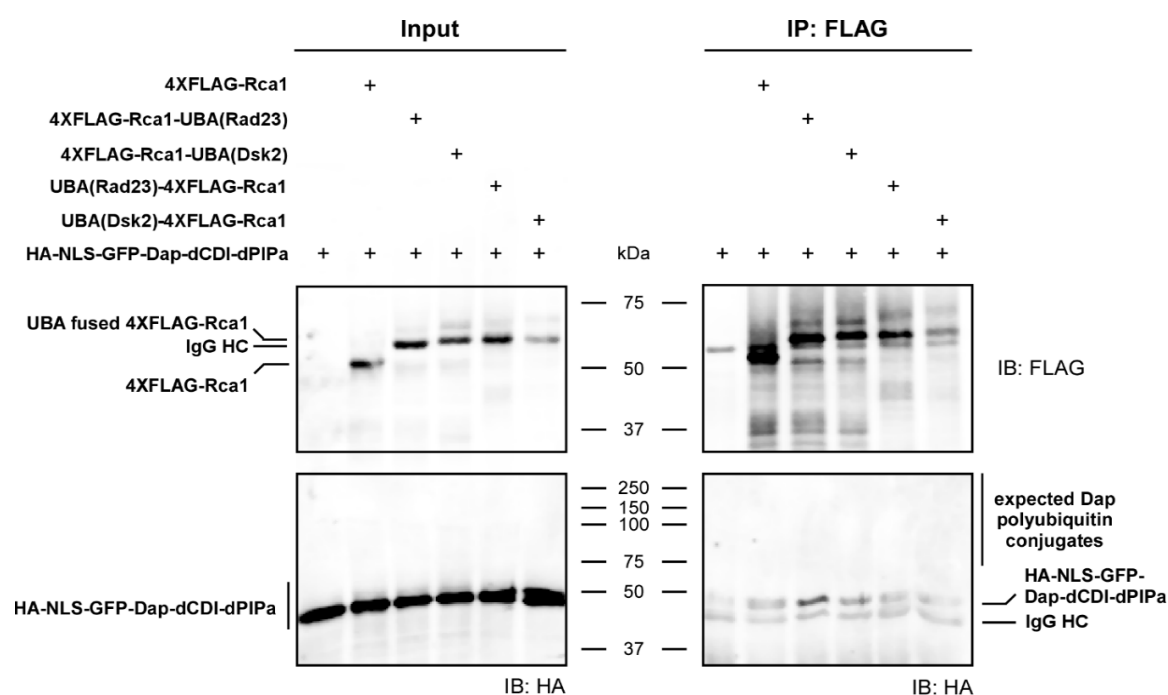 Input
IP: FLAG
4XFLAG-Rca1 + +
4XFLAG-Rca1-UBA(Rad23) + +
4XFLAG-Rca1-UBA(Dsk2) + +
UBA(Rad23)-4XFLAG-Rca1 + +
UBA(Dsk2)-4XFLAG-Rca1 + +
HA-NLS-GFP-Dap-dCDI-dPIPa + + + + + + kDa + + + + + +
UBA fused 4XFLAG-Rca1
IgG HC
4XFLAG-Rca1
75
50
37
IB: FLAG
HA-NLS-GFP-Dap-dCDI-dPIPa
250
150
100
75
50
37
expected Dap
polyubiquitin
conjugates
HA-NLS-GFP-
Dap-dCDI-dPIPa
IgG HC
IB: HA
IB: HA